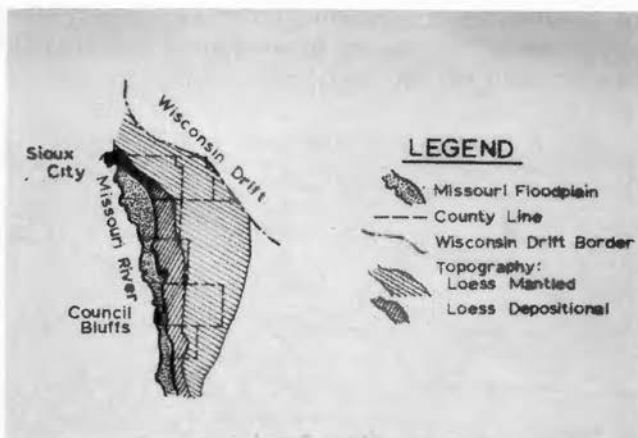 Wisconsin Drift
Sioux
City
Missouri River
Council
Bluffs
LEGEND
Missouri Floodplain
County Line
Wisconsin Drift Border
Topography:
Loess Mantled
Loess Depositional